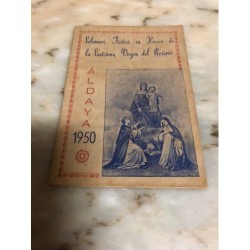 Solemnes Fiestas en Honor de
la Santísima Virgen del Rosario
ALDAYA
1950